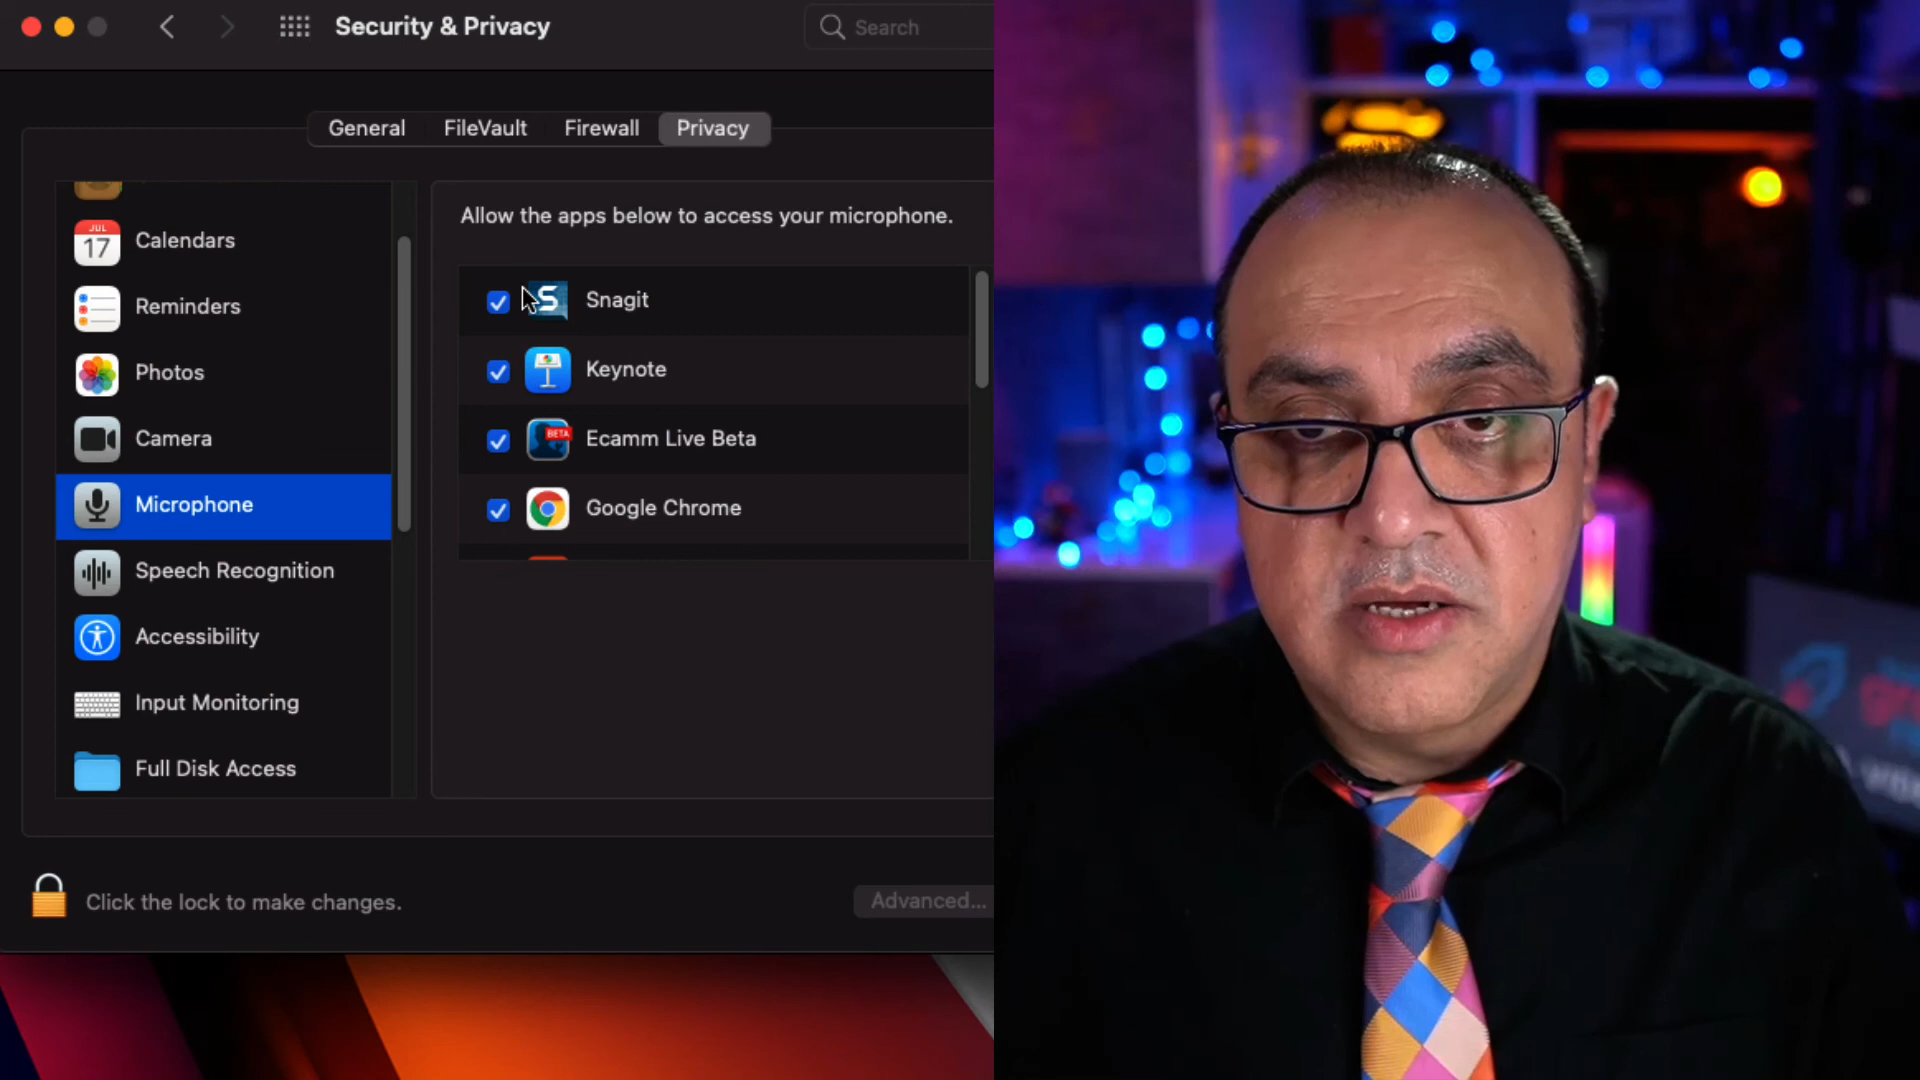 Security & Privacy
Search
General
FileVault
Firewall
Privacy
JUL
17
Calendars
Reminders
Photos
Camera
Microphone
Speech Recognition
Accessibility
Input Monitoring
Full Disk Access
Allow the apps below to access your microphone.
S
Snagit
Keynote
BETA
Ecamm Live Beta
Google Chrome
Click the lock to make changes.
Advanced...